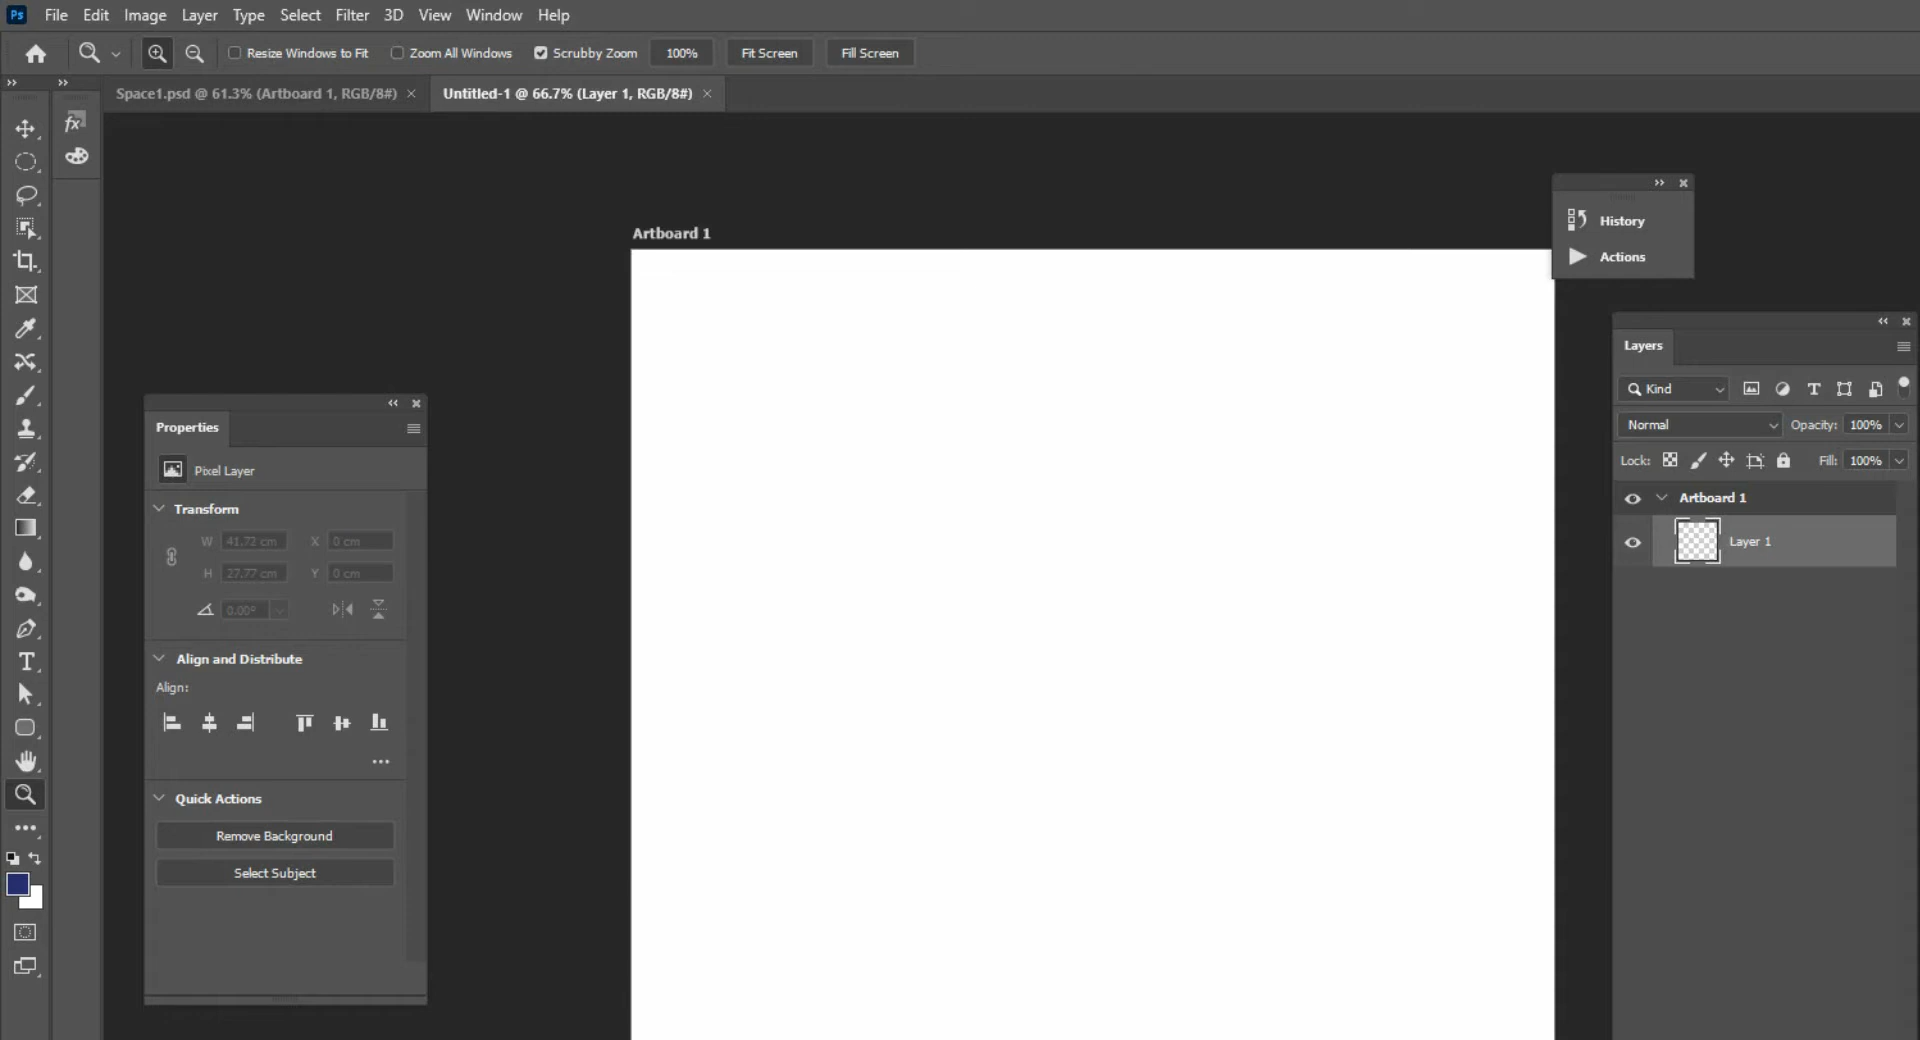 Ps File Edit Image Layer Type Select Filter 3D View Window Help
Resize Windows to Fit Zoom All Windows Scrubby Zoom 100% Fit Screen Fill Screen
Space1.psd @ 61.3% (Artboard 1, RGB/8#) × Untitled-1 @ 66.7% (Layer 1, RGB/8#) ×
fx
Artboard 1
History
Actions
Layers
Kind
Normal Opacity: 100%
Lock: Fill: 100%
Artboard 1
Layer 1
Properties
Pixel Layer
Transform
W 41.72 cm X 0 cm
H 27.77 cm Y 0 cm
0.00°
Align and Distribute
Align:
Quick Actions
Remove Background
Select Subject